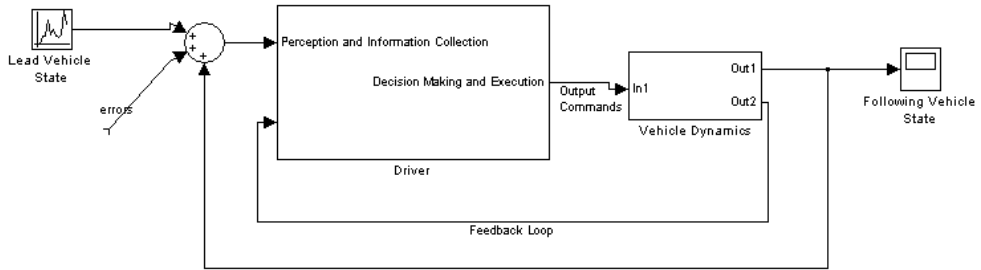 Lead Vehicle
State
errors
+
+
+
Perception and Information Collection
Decision Making and Execution
Driver
Output
Commands
In1
Out1
Out2
Vehicle Dynamics
Following Vehicle
State
Feedback Loop